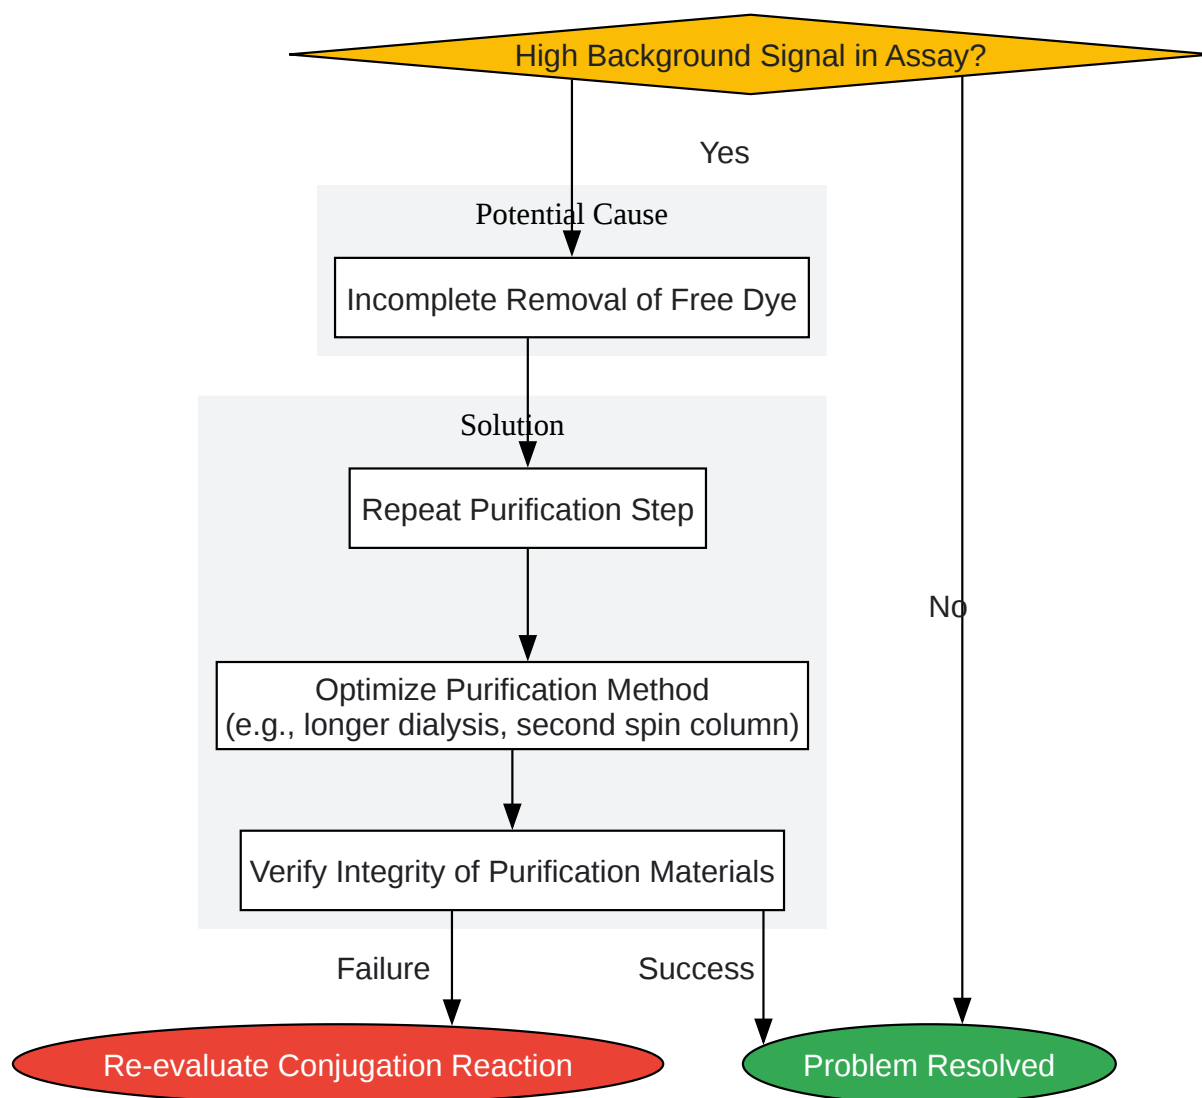 High Background Signal in Assay?
Yes
Potential Cause
Incomplete Removal of Free Dye
Solution
Repeat Purification Step
No
Optimize Purification Method
(e.g., longer dialysis, second spin column)
Verify Integrity of Purification Materials
Failure
Success
Re-evaluate Conjugation Reaction
Problem Resolved